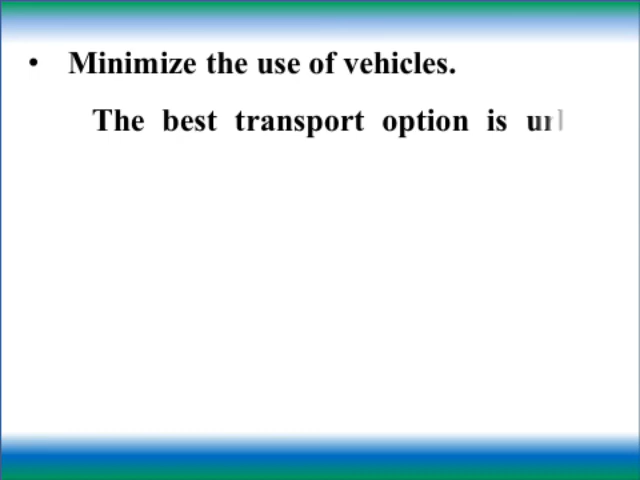 • Minimize the use of vehicles.
The best transport option is